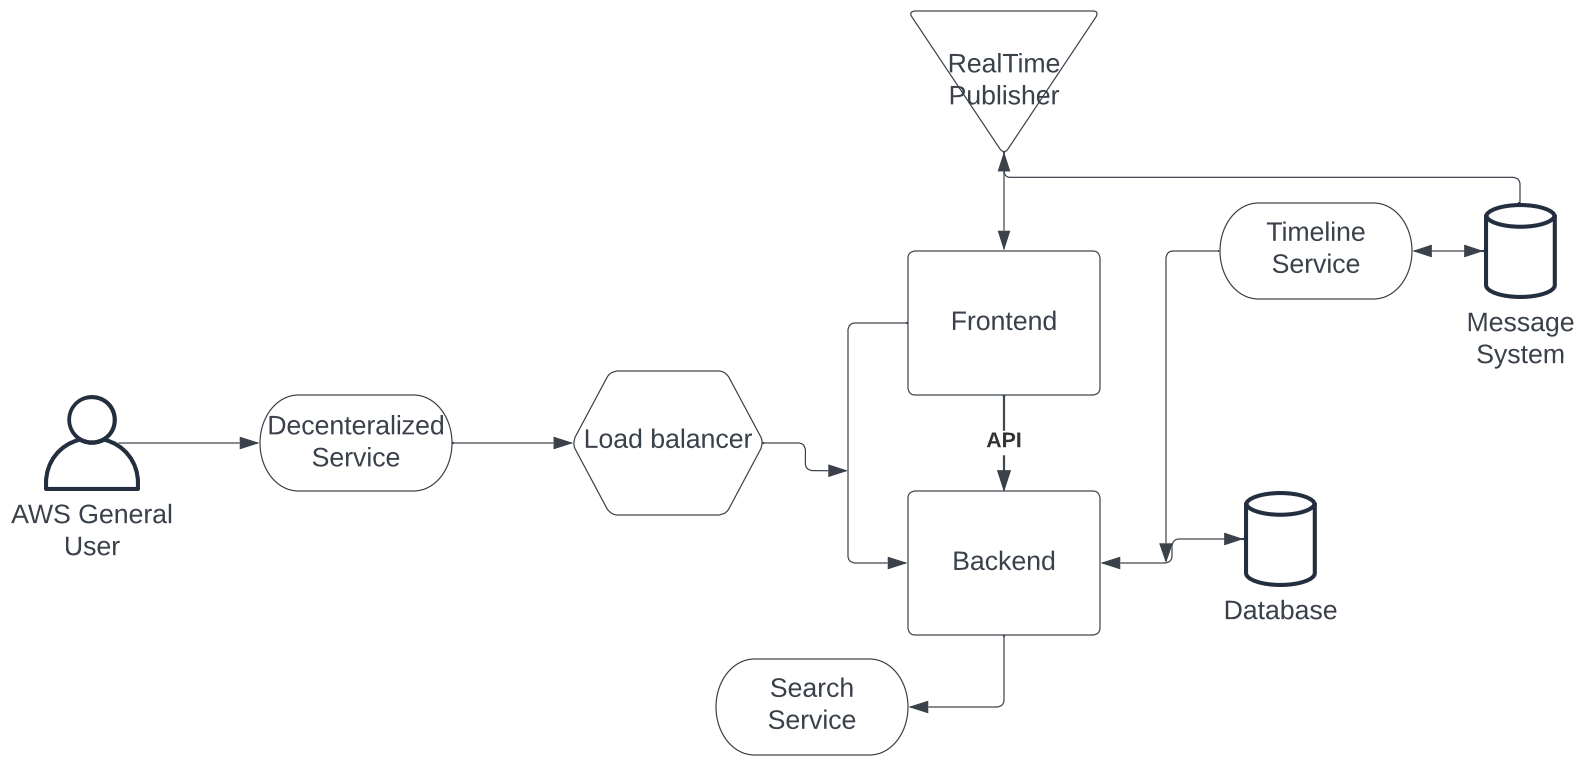 RealTime
Publisher
Timeline
Service
Message
System
Frontend
API
Decenteralized
Service
Load balancer
AWS General
User
Backend
Database
Search
Service